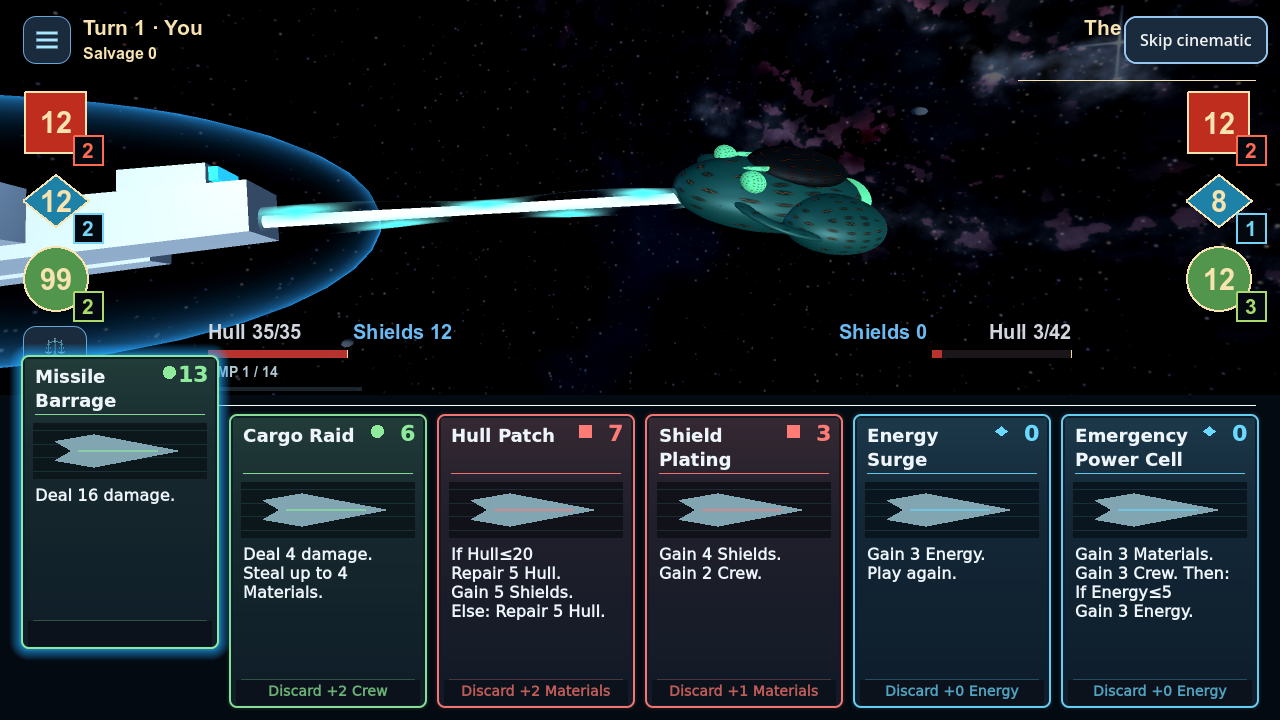 Turn 1 · You
Salvage 0
The
Skip cinematic
12
2
12
2
99
2
12
2
8
1
12
3
Hull 35/35
Shields 12
Shields 0
Hull 3/42
MP 1 / 14
Missile Barrage
13
Deal 16 damage.
Cargo Raid
6
Deal 4 damage.
Steal up to 4
Materials.
Discard +2 Crew
Hull Patch
7
If Hull≤20
Repair 5 Hull.
Gain 5 Shields.
Else: Repair 5 Hull.
Discard +2 Materials
Shield
Plating
3
Gain 4 Shields.
Gain 2 Crew.
Discard +1 Materials
Energy
Surge
0
Gain 3 Energy.
Play again.
Discard +0 Energy
Emergency
Power Cell
0
Gain 3 Materials.
Gain 3 Crew. Then:
If Energy≤5
Gain 3 Energy.
Discard +0 Energy